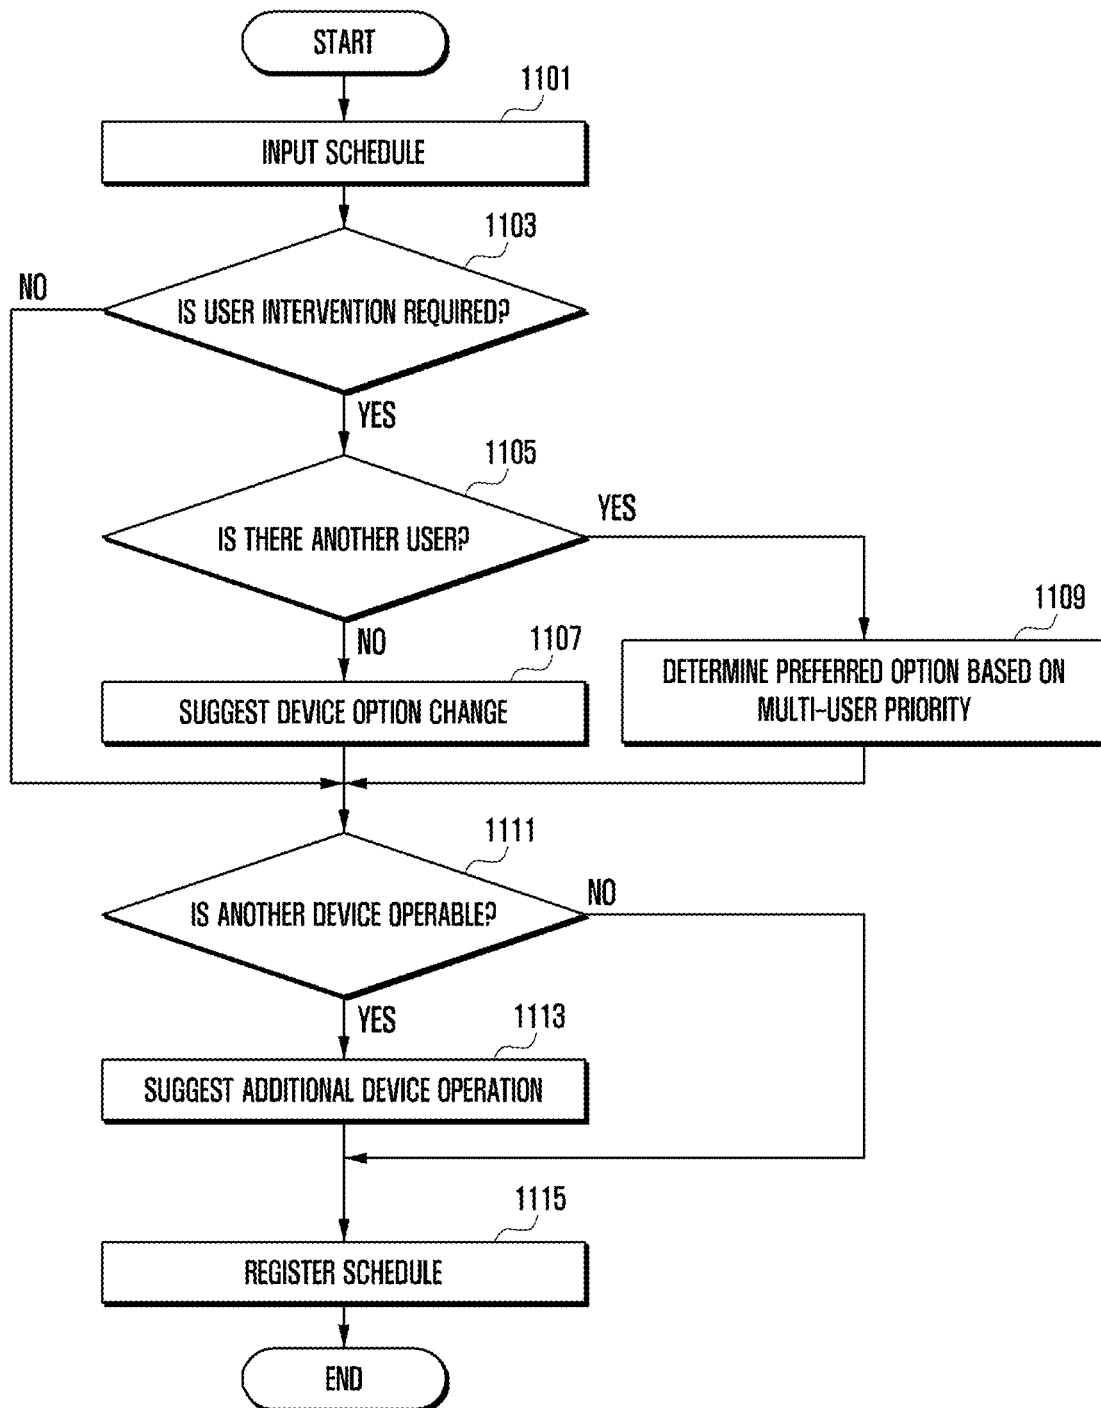 START
1101
INPUT SCHEDULE
1103
NO
IS USER INTERVENTION REQUIRED?
YES
1105
YES
IS THERE ANOTHER USER?
1109
NO
1107
DETERMINE PREFERRED OPTION BASED ON
MULTI-USER PRIORITY
SUGGEST DEVICE OPTION CHANGE
1111
NO
IS ANOTHER DEVICE OPERABLE?
YES
1113
SUGGEST ADDITIONAL DEVICE OPERATION
1115
REGISTER SCHEDULE
END